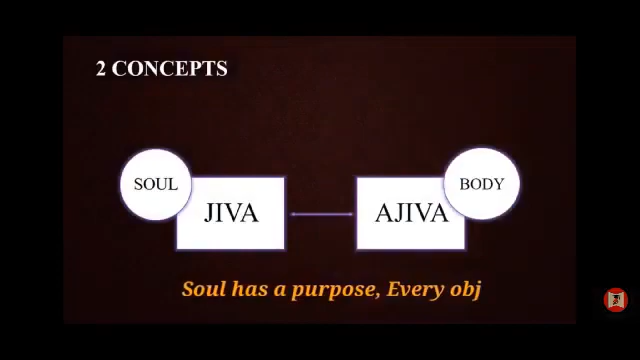 2 CONCEPTS
SOUL
JIVA
AJIVA
BODY
Soul has a purpose, Every obj